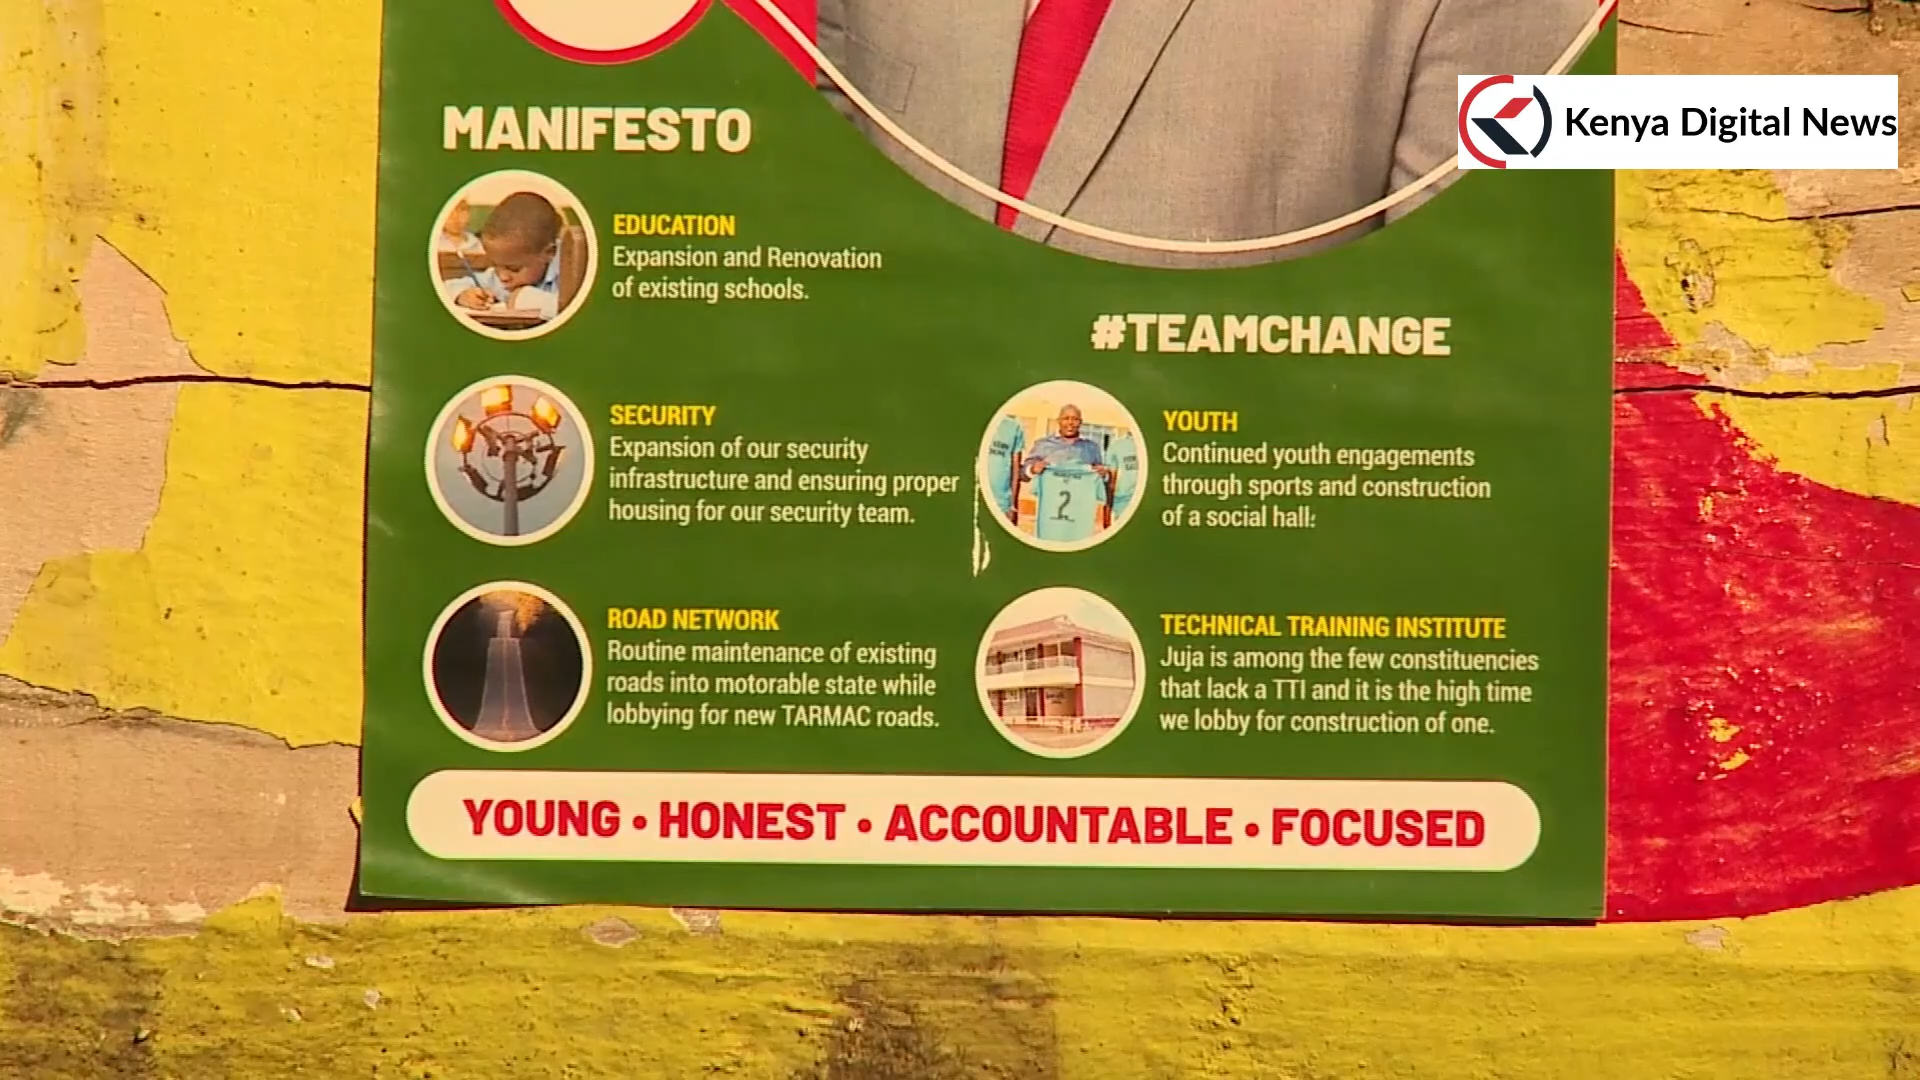 Kenya Digital News
MANIFESTO
EDUCATION
Expansion and Renovation
of existing schools.
SECURITY
Expansion of our security
infrastructure and ensuring proper
housing for our security team.
ROAD NETWORK
Routine maintenance of existing
roads into motorable state while
lobbying for new TARMAC roads.
#TEAMCHANGE
YOUTH
Continued youth engagements
through sports and construction
of a social hall:
2
TECHNICAL TRAINING INSTITUTE
Juja is among the few constituencies
that lack a TTI and it is the high time
we lobby for construction of one.
YOUNG • HONEST • ACCOUNTABLE • FOCUSED